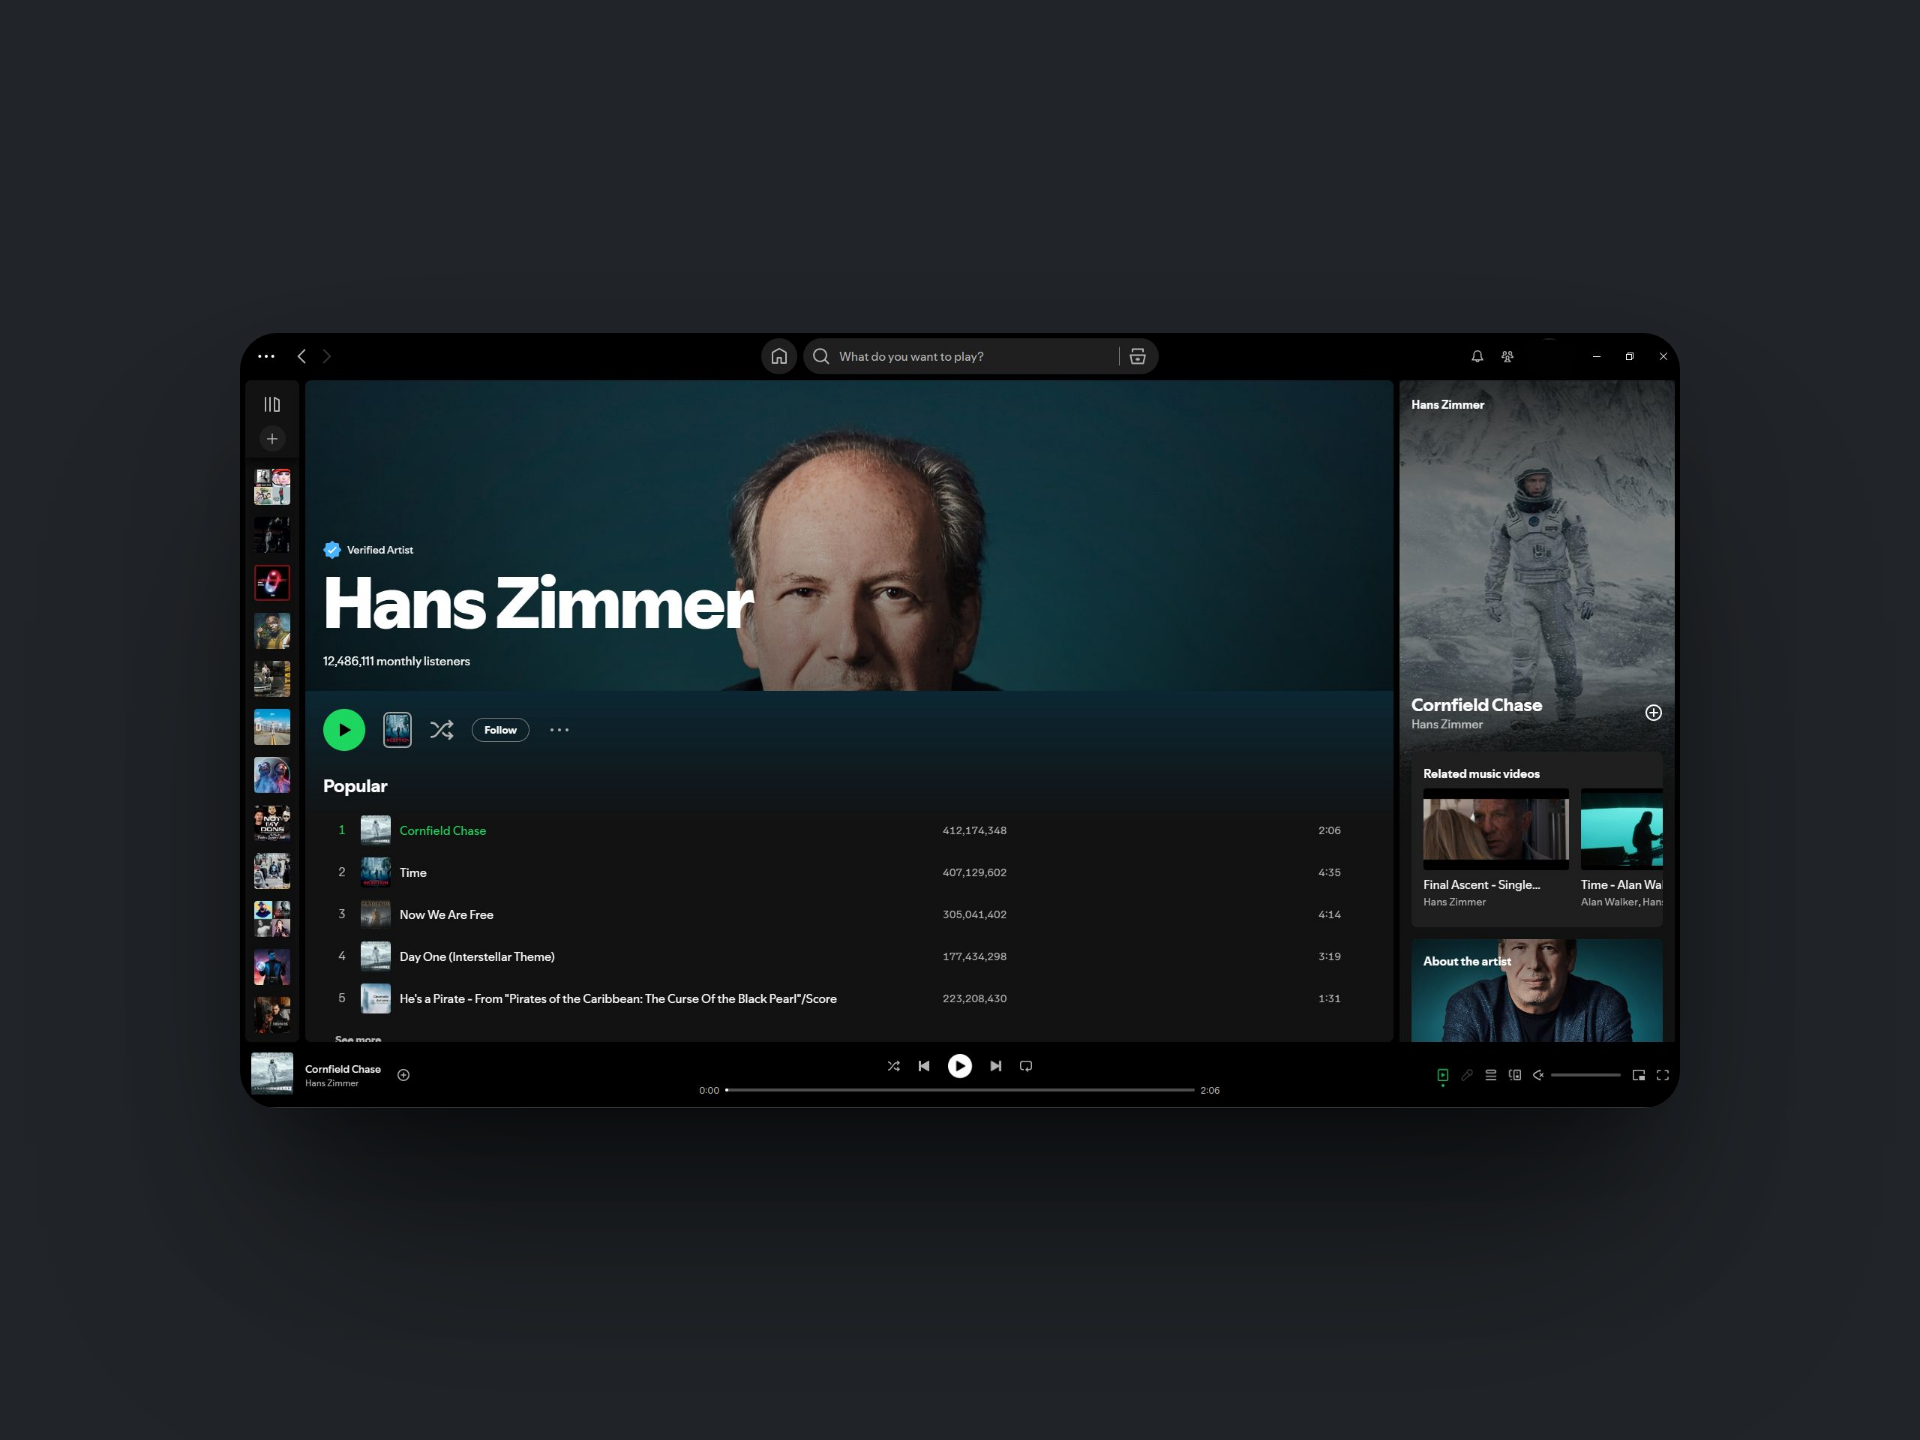 What do you want to play?
Verified Artist
Hans Zimmer
12,486,111 monthly listeners
Follow
Popular
1 Cornfield Chase 412,174,348 2:06
2 Time 407,129,602 4:35
3 Now We Are Free 305,041,402 4:14
4 Day One (Interstellar Theme) 177,434,298 3:19
5 He's a Pirate - From "Pirates of the Caribbean: The Curse Of the Black Pearl"/Score 223,208,430 1:31
See more
Hans Zimmer
Cornfield Chase
Hans Zimmer
Related music videos
Final Ascent - Single...
Hans Zimmer
Time - Alan Wal
Alan Walker, Hans
About the artist
Cornfield Chase
Hans Zimmer
0:00 2:06